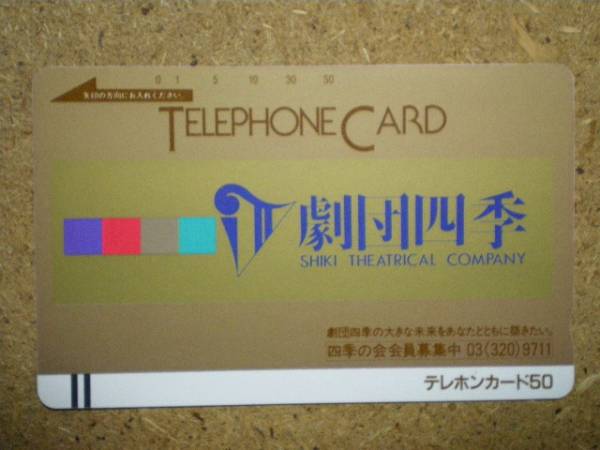 0 1 5 10 30 50
矢印の方向にお入れください。
TELEPHONE CARD
劇団四季
SHIKI THEATRICAL COMPANY
劇団四季の大きな未来をあなたとともに築きたい。
四季の会会員募集中 03(320)9711
テレホンカード50